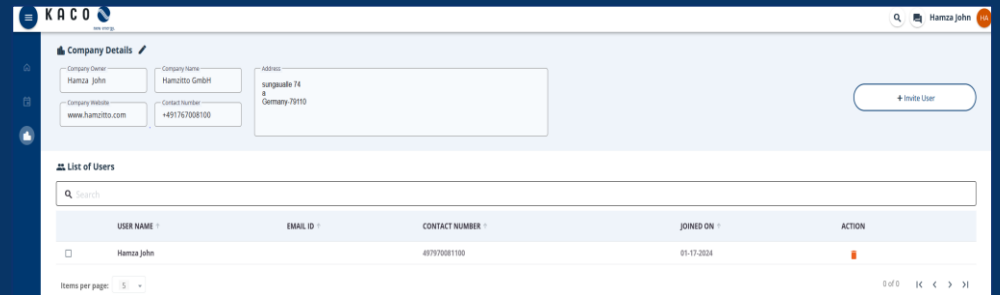 KACO
new energy.
Hamza John
HA
Company Details
Company Owner
Hamza John
Company Name
Hamzitto GmbH
Address
sungaualle 74
a
Germany-79110
Company Website
www.hamzitto.com
Contact Number
+491767008100
+ Invite User
List of Users
Search
USER NAME ↑ EMAIL ID ↑ CONTACT NUMBER ↑ JOINED ON ↑ ACTION
Hamza John 497970081100 01-17-2024
Items per page: 5 0 of 0